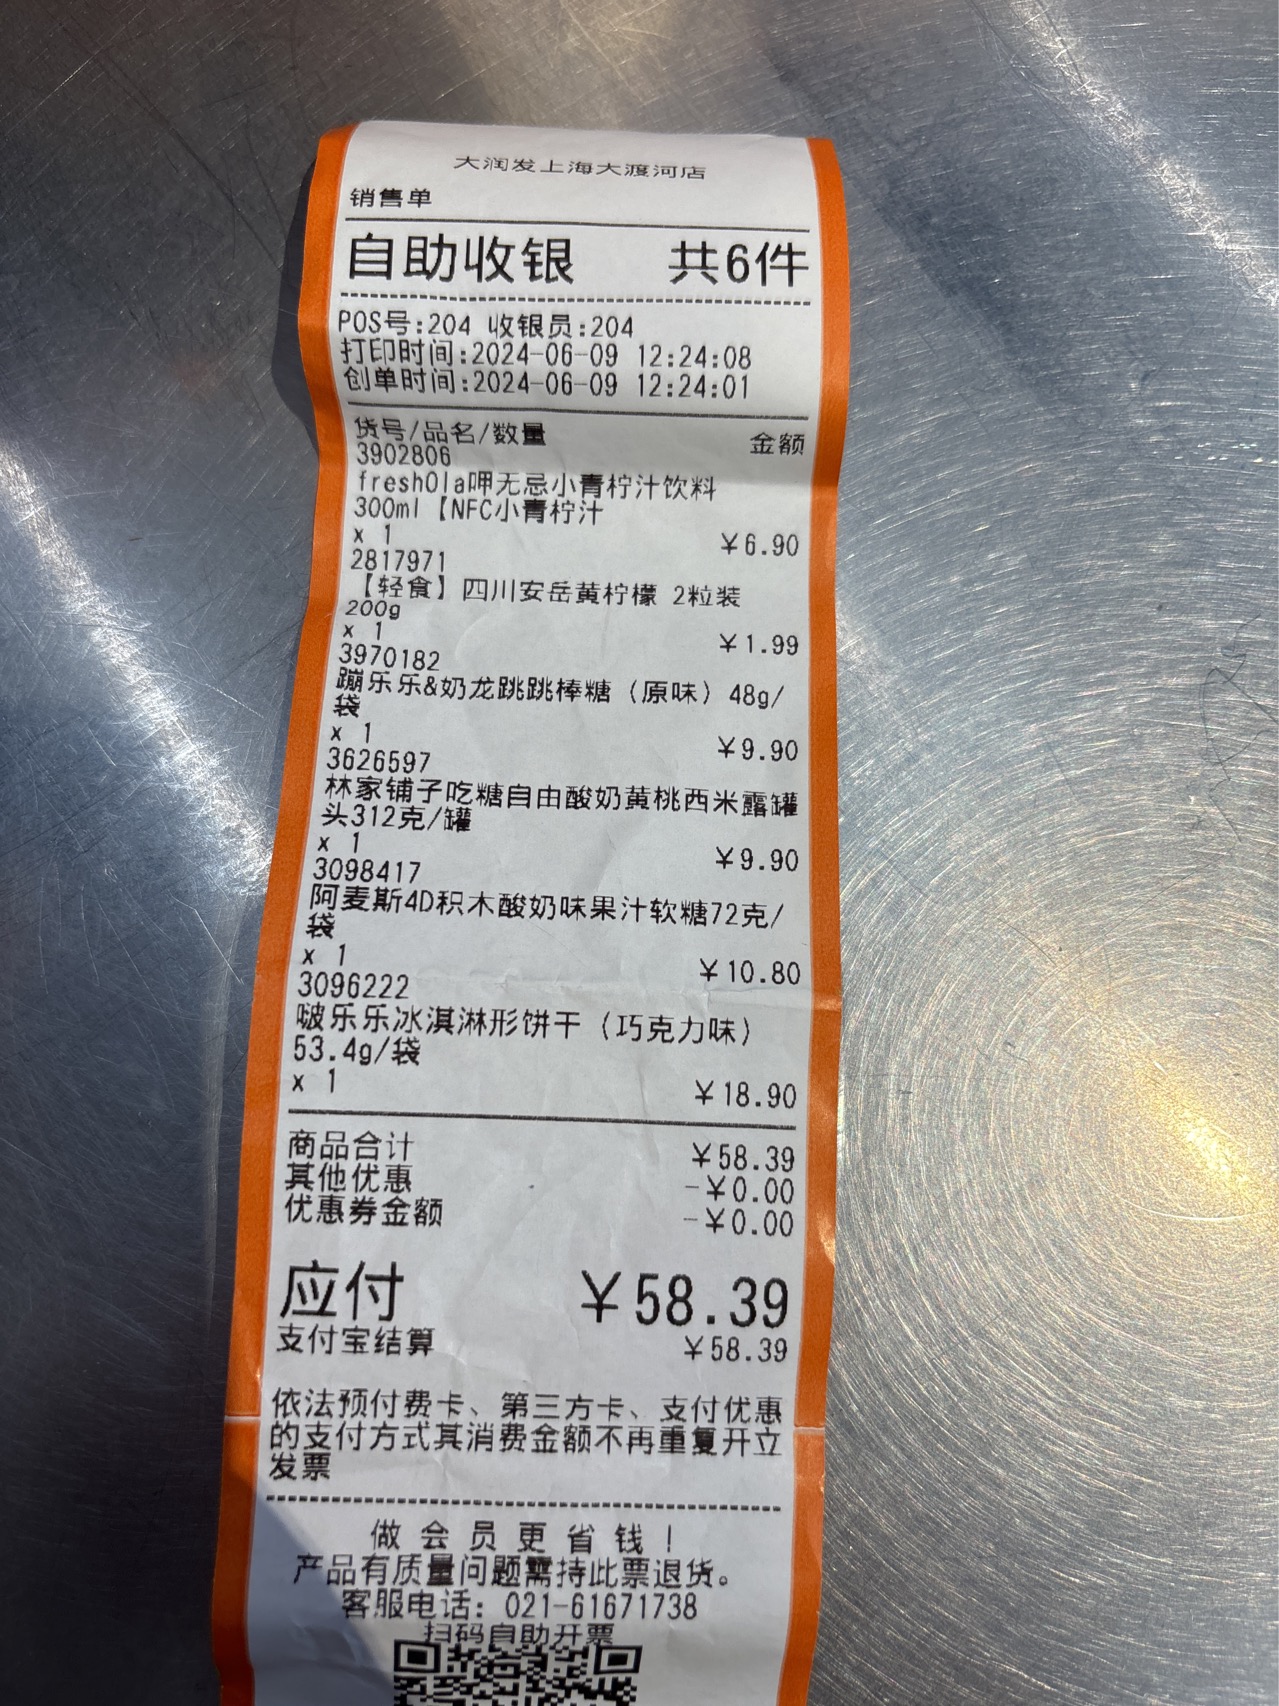 大润发上海大渡河店
销售单
自助收银 共6件
POS号:204 收银员:204
打印时间:2024-06-09 12:24:08
创单时间:2024-06-09 12:24:01
货号/品名/数量 金额
3902806
freshOla呷无忌小青柠汁饮料
300ml【NFC小青柠汁
x 1 ¥6.90
2817971
【轻食】四川安岳黄柠檬 2粒装
200g
x 1 ¥1.99
3970182
蹦乐乐&奶龙跳跳棒糖（原味）48g/
袋
x 1 ¥9.90
3626597
林家铺子吃糖自由酸奶黄桃西米露罐
头312克/罐
x 1 ¥9.90
3098417
阿麦斯4D积木酸奶味果汁软糖72克/
袋
x 1 ¥10.80
3096222
啵乐乐冰淇淋形饼干（巧克力味）
53.4g/袋
x 1 ¥18.90
商品合计 ¥58.39
其他优惠 -¥0.00
优惠券金额 -¥0.00
应付 ¥58.39
支付宝结算 ¥58.39
依法预付费卡、第三方卡、支付优惠
的支付方式其消费金额不再重复开立
发票
做会员更省钱！
产品有质量问题需持此票退货。
客服电话：021-61671738
扫码自助开票